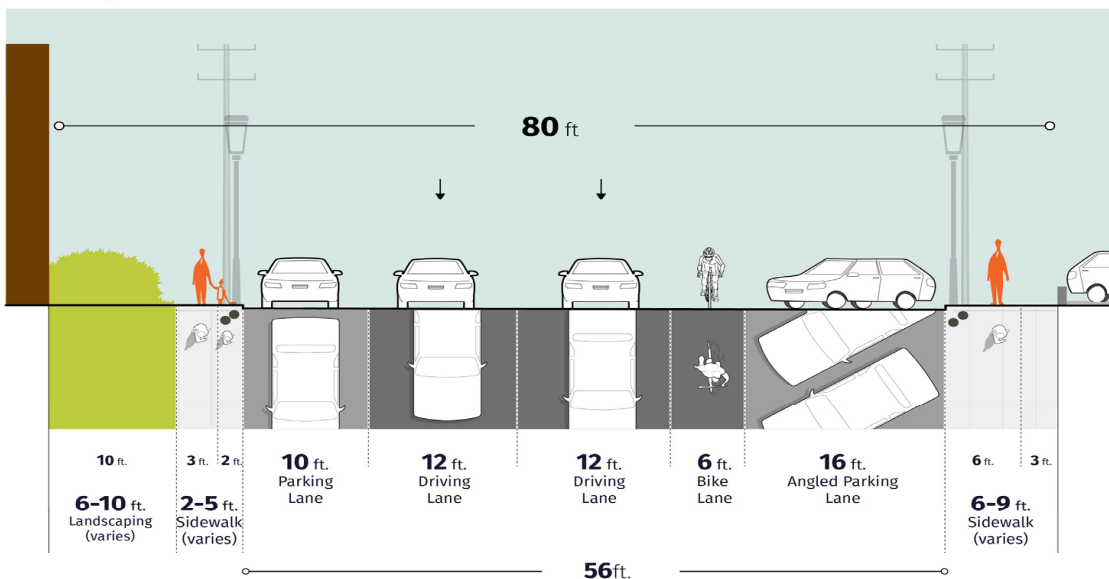 80 ft
10 ft.
3 ft.
2 ft.
10 ft.
Parking
Lane
12 ft.
Driving
Lane
12 ft.
Driving
Lane
6 ft.
Bike
Lane
16 ft.
Angled Parking
Lane
6 ft.
3 ft.
6-10 ft.
Landscaping
(varies)
2-5 ft.
Sidewalk
(varies)
6-9 ft.
Sidewalk
(varies)
56ft.